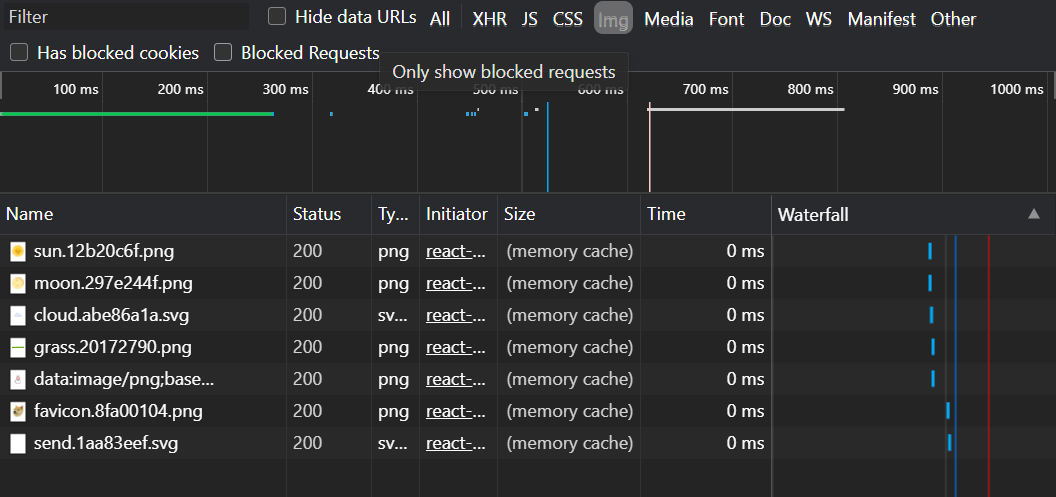 Filter Hide data URLs All XHR JS CSS Img Media Font Doc WS Manifest Other
Has blocked cookies Blocked Requests
Only show blocked requests
100 ms 200 ms 300 ms 400 ms 500 ms 600 ms 700 ms 800 ms 900 ms 1000 ms
Name Status Ty... Initiator Size Time Waterfall
sun.12b20c6f.png 200 png react-... (memory cache) 0 ms
moon.297e244f.png 200 png react-... (memory cache) 0 ms
cloud.abe86a1a.svg 200 sv... react-... (memory cache) 0 ms
grass.20172790.png 200 png react-... (memory cache) 0 ms
data:image/png;base... 200 png react-... (memory cache) 0 ms
favicon.8fa00104.png 200 png react-... (memory cache) 0 ms
send.1aa83eef.svg 200 sv... react-... (memory cache) 0 ms